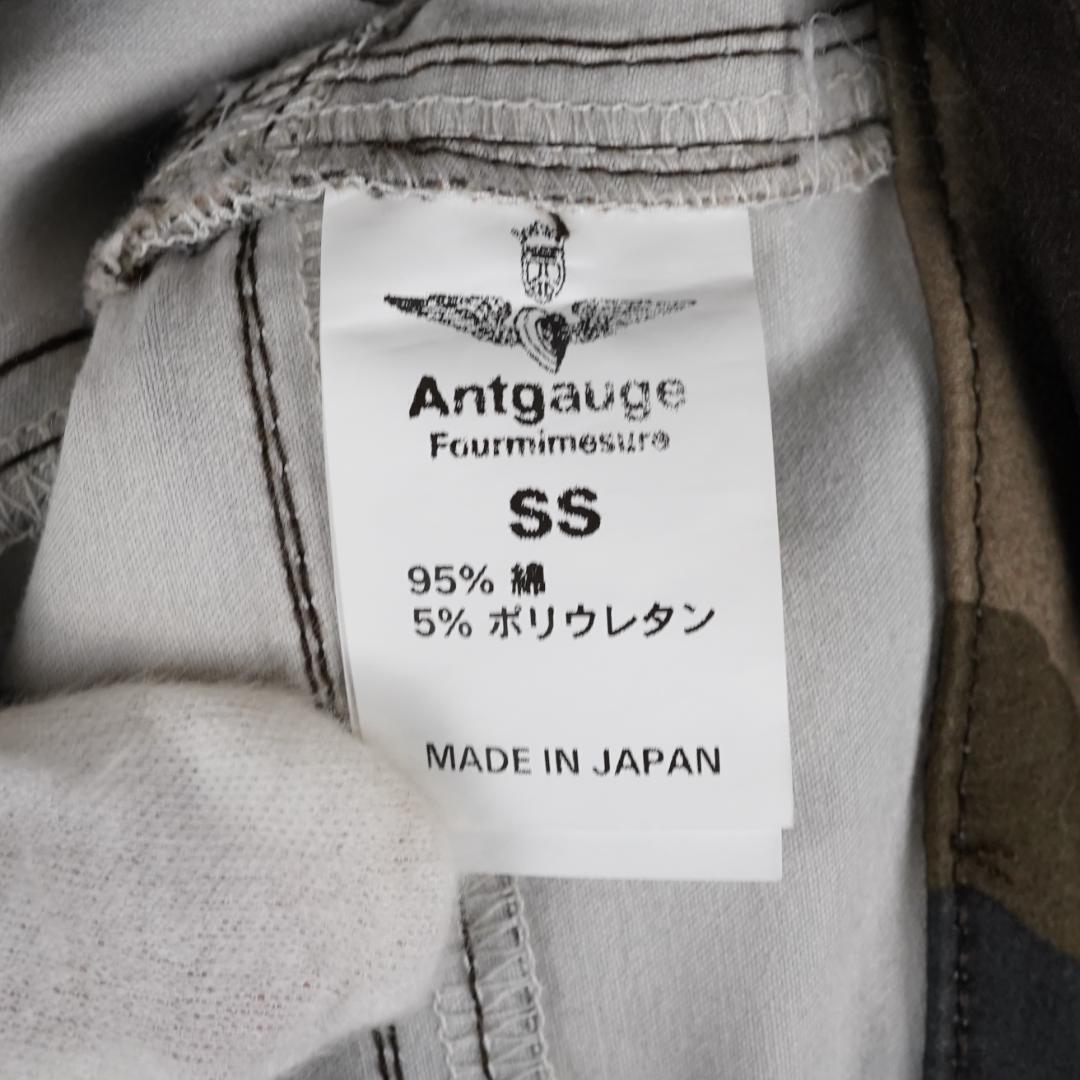 Antgauge
Fourmimesure
SS
95% 綿
5% ポリウレタン
MADE IN JAPAN